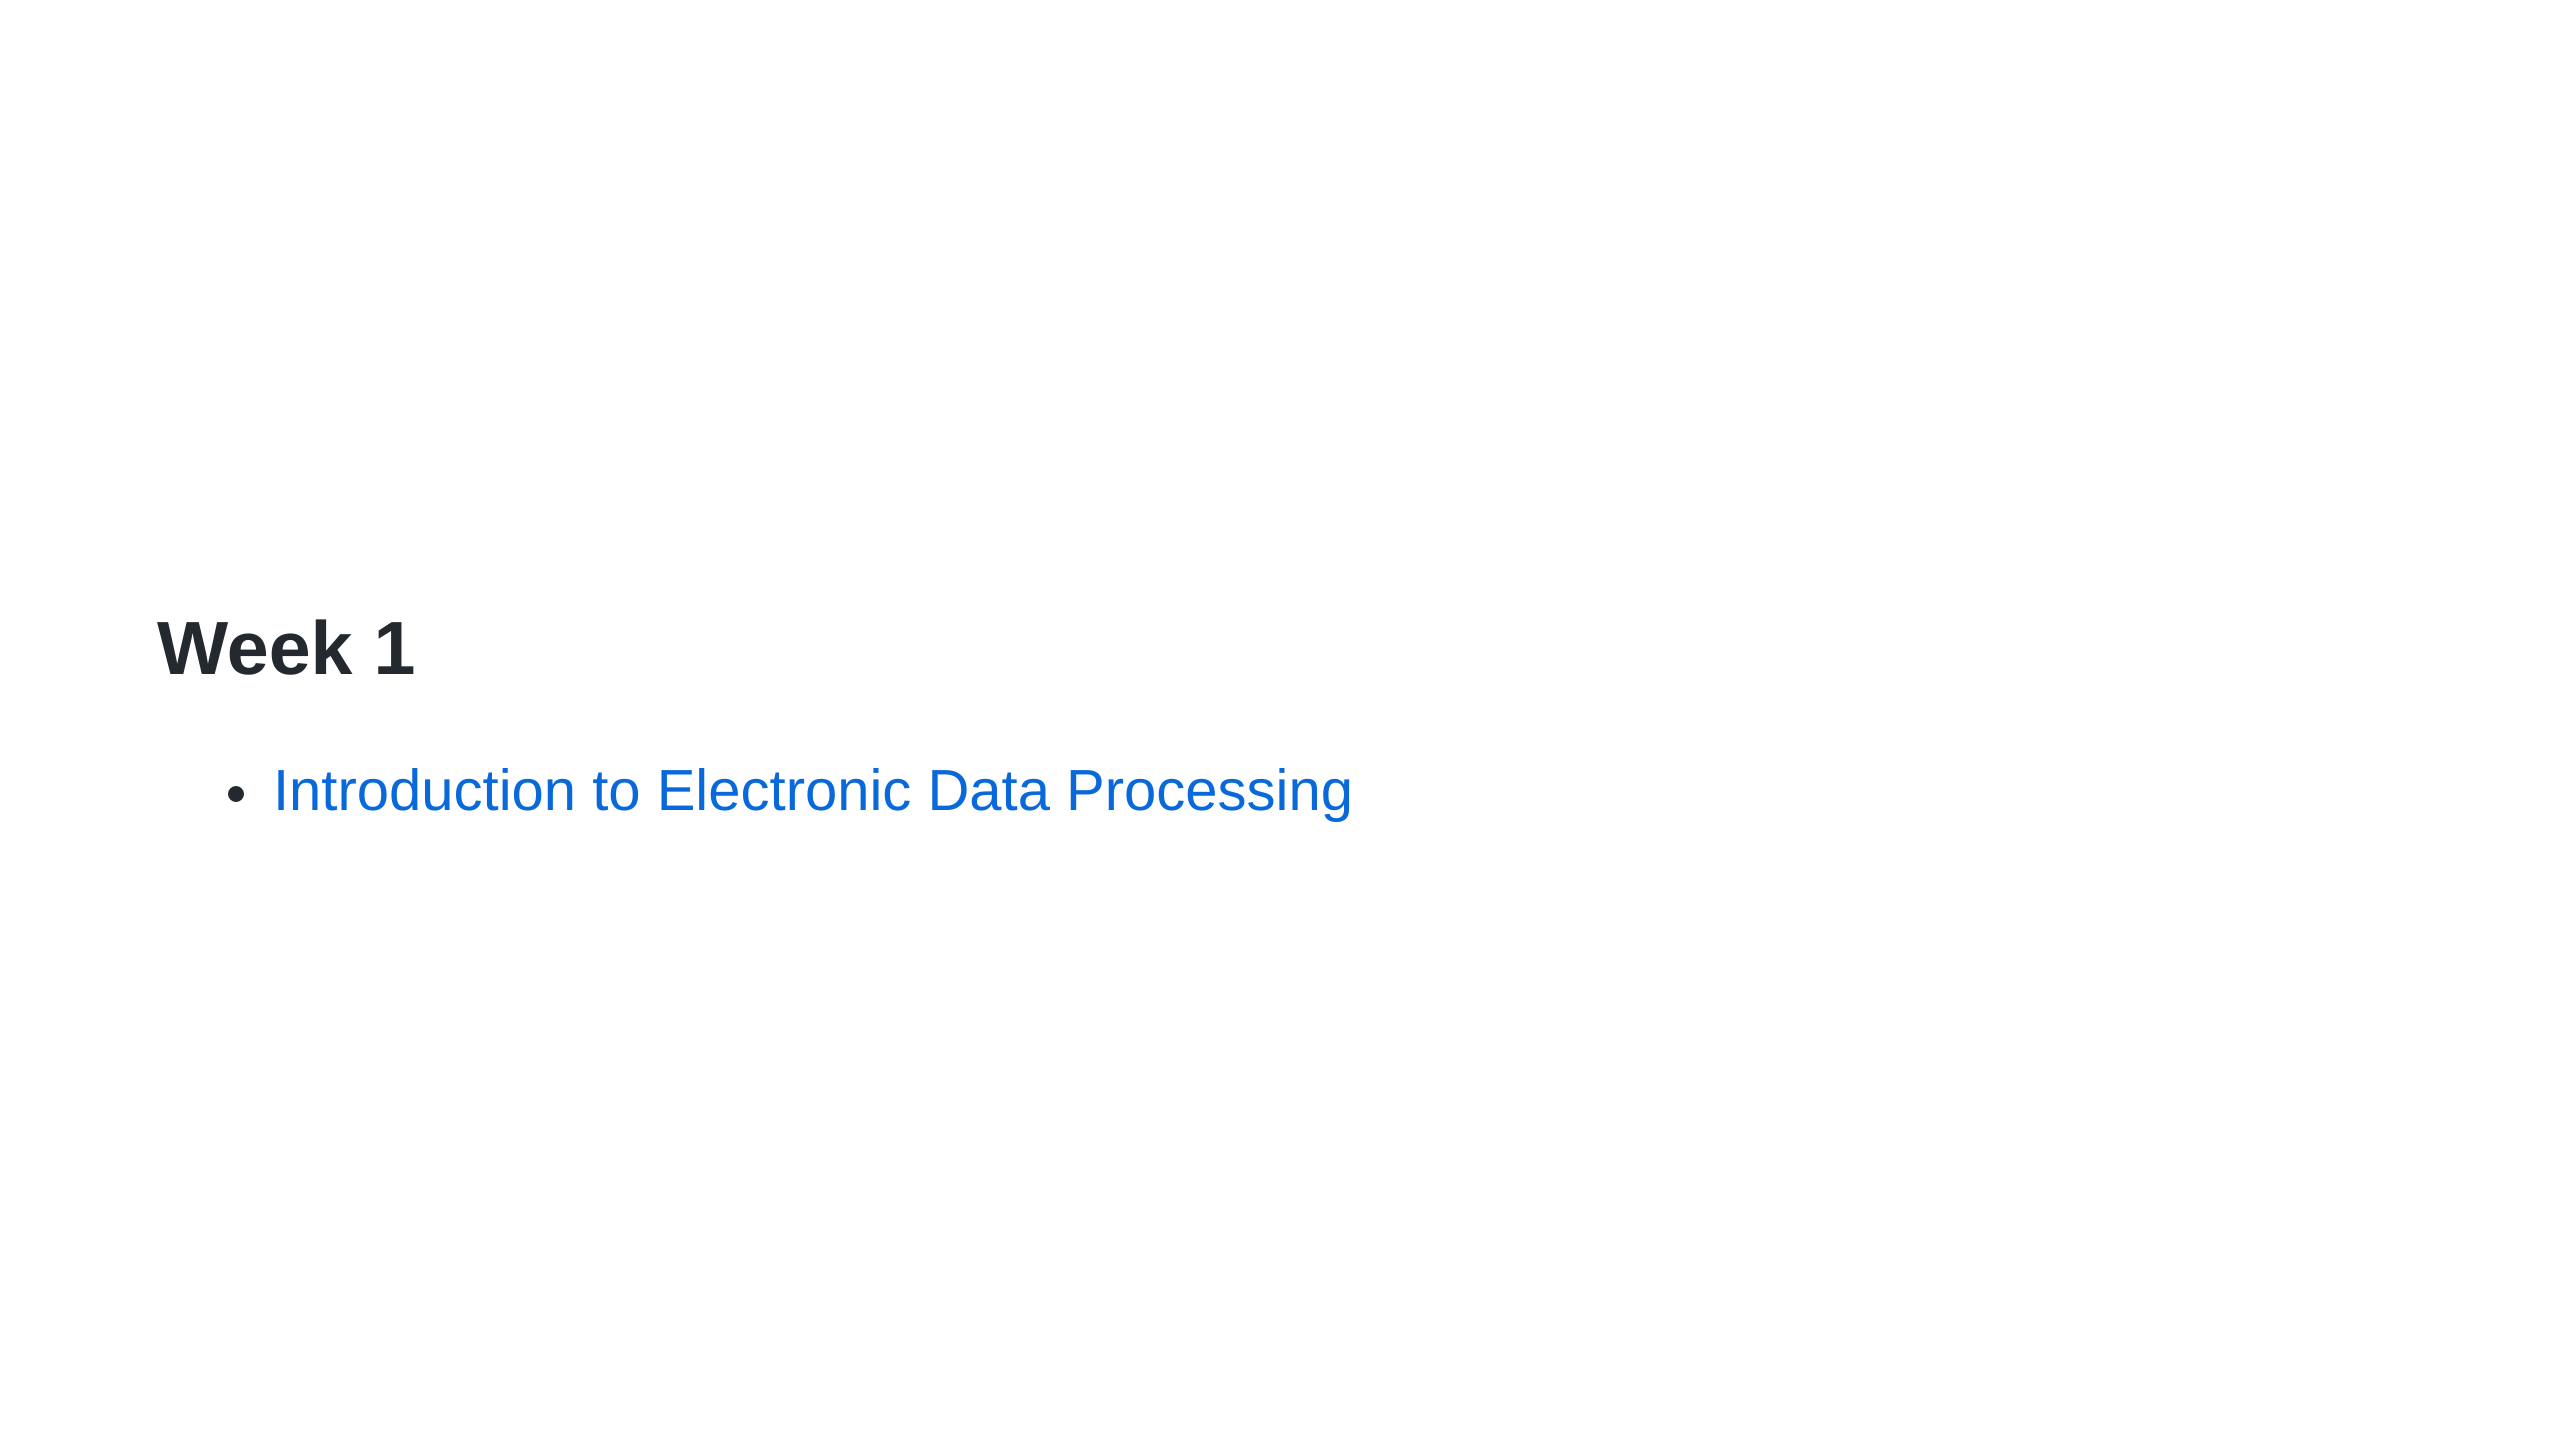 Week 1
• Introduction to Electronic Data Processing